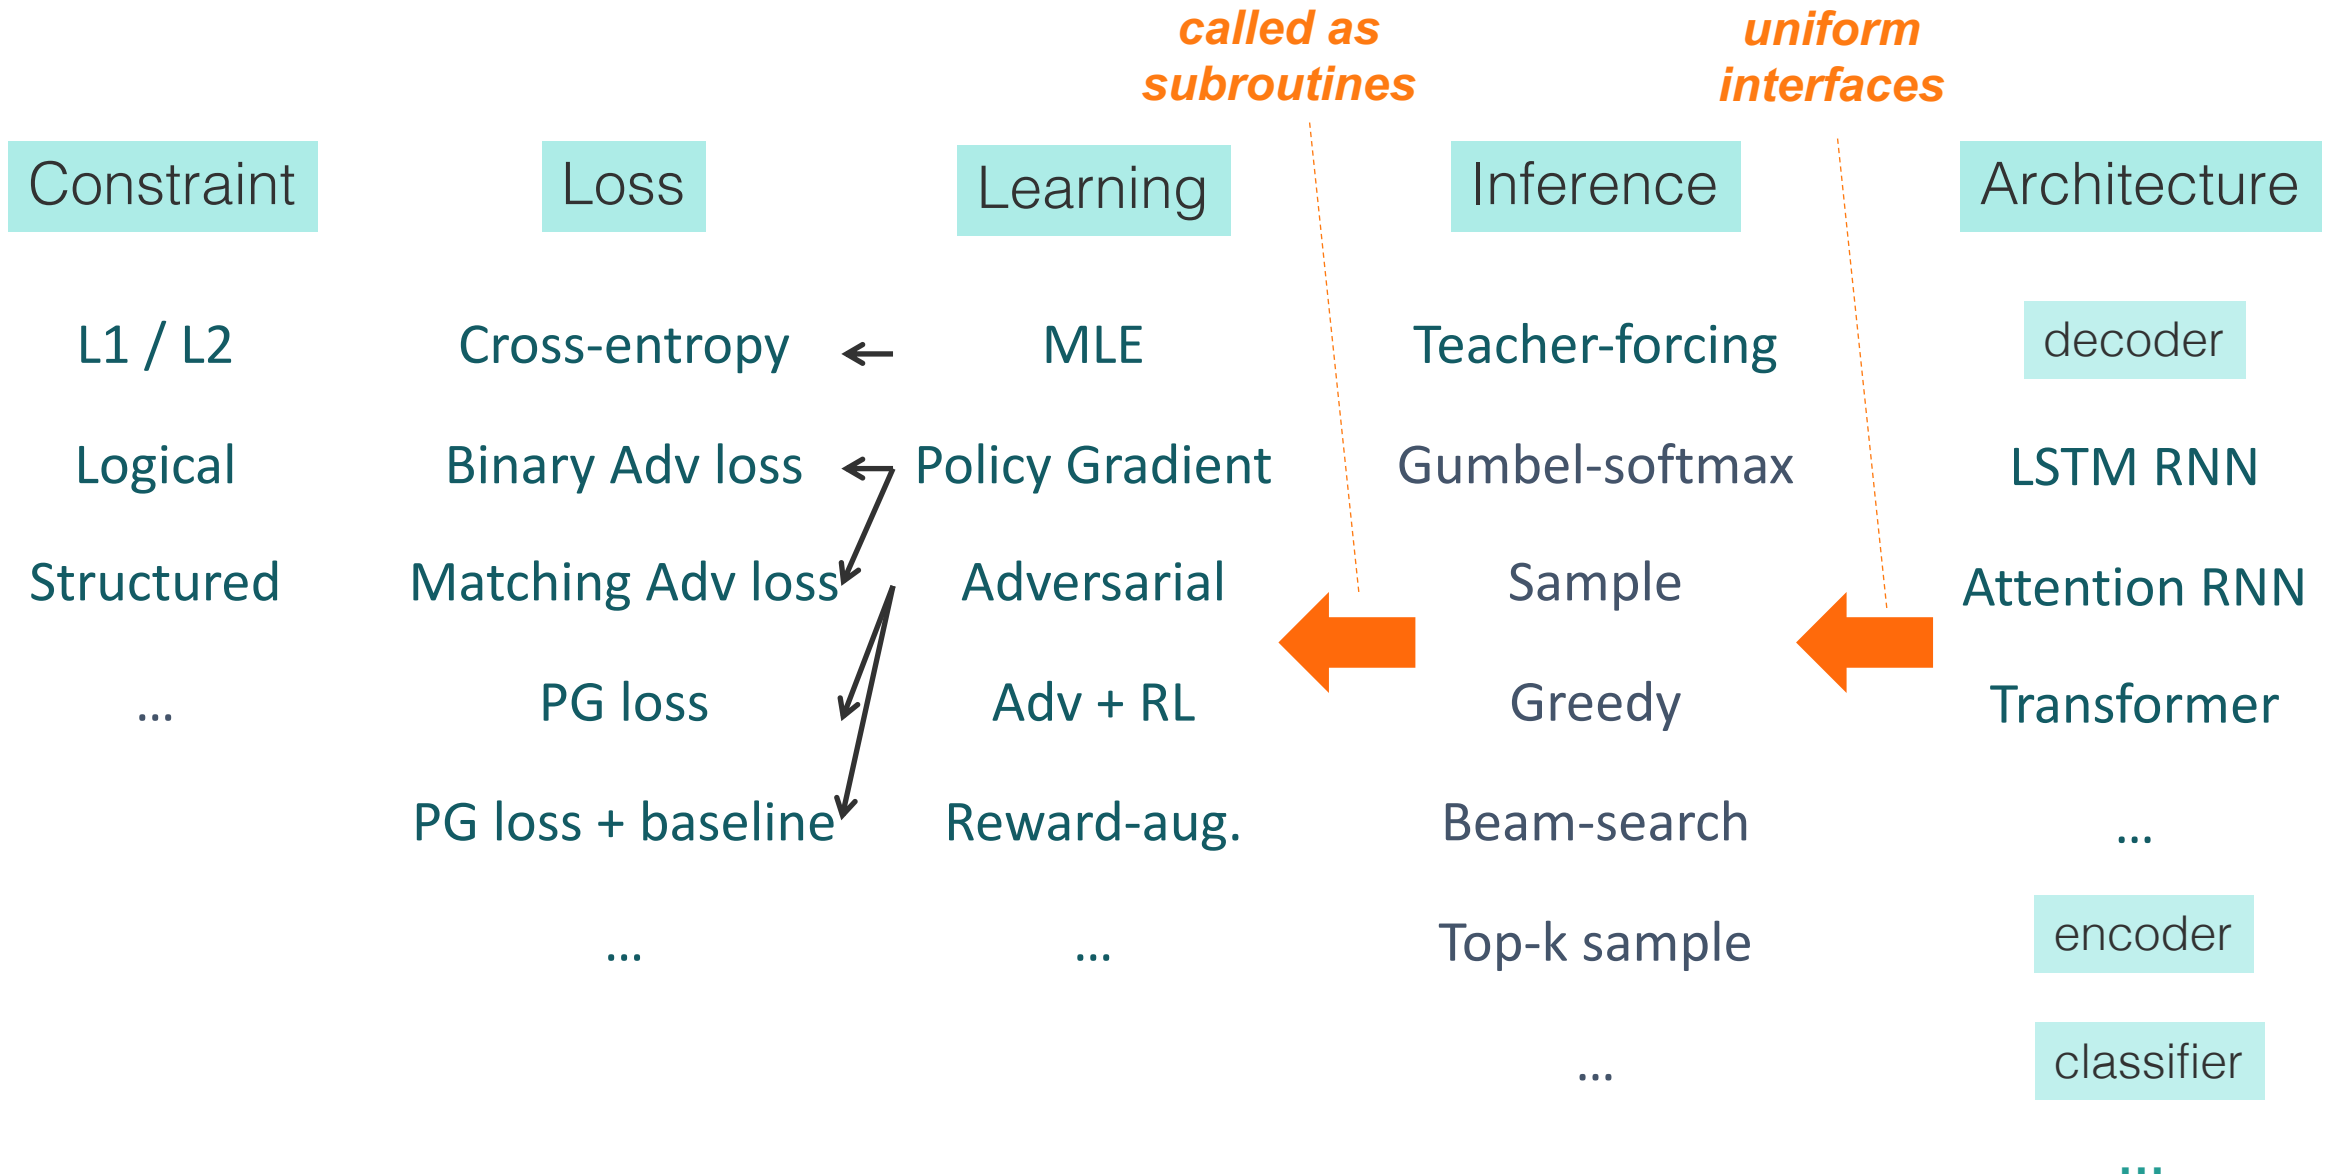 called as
subroutines
uniform
interfaces
Constraint
Loss
Learning
Inference
Architecture
L1 / L2
Logical
Structured
...
Cross-entropy
Binary Adv loss
Matching Adv loss
PG loss
PG loss + baseline
...
MLE
Policy Gradient
Adversarial
Adv + RL
Reward-aug.
...
Teacher-forcing
Gumbel-softmax
Sample
Greedy
Beam-search
Top-k sample
...
decoder
LSTM RNN
Attention RNN
Transformer
...
encoder
classifier
...